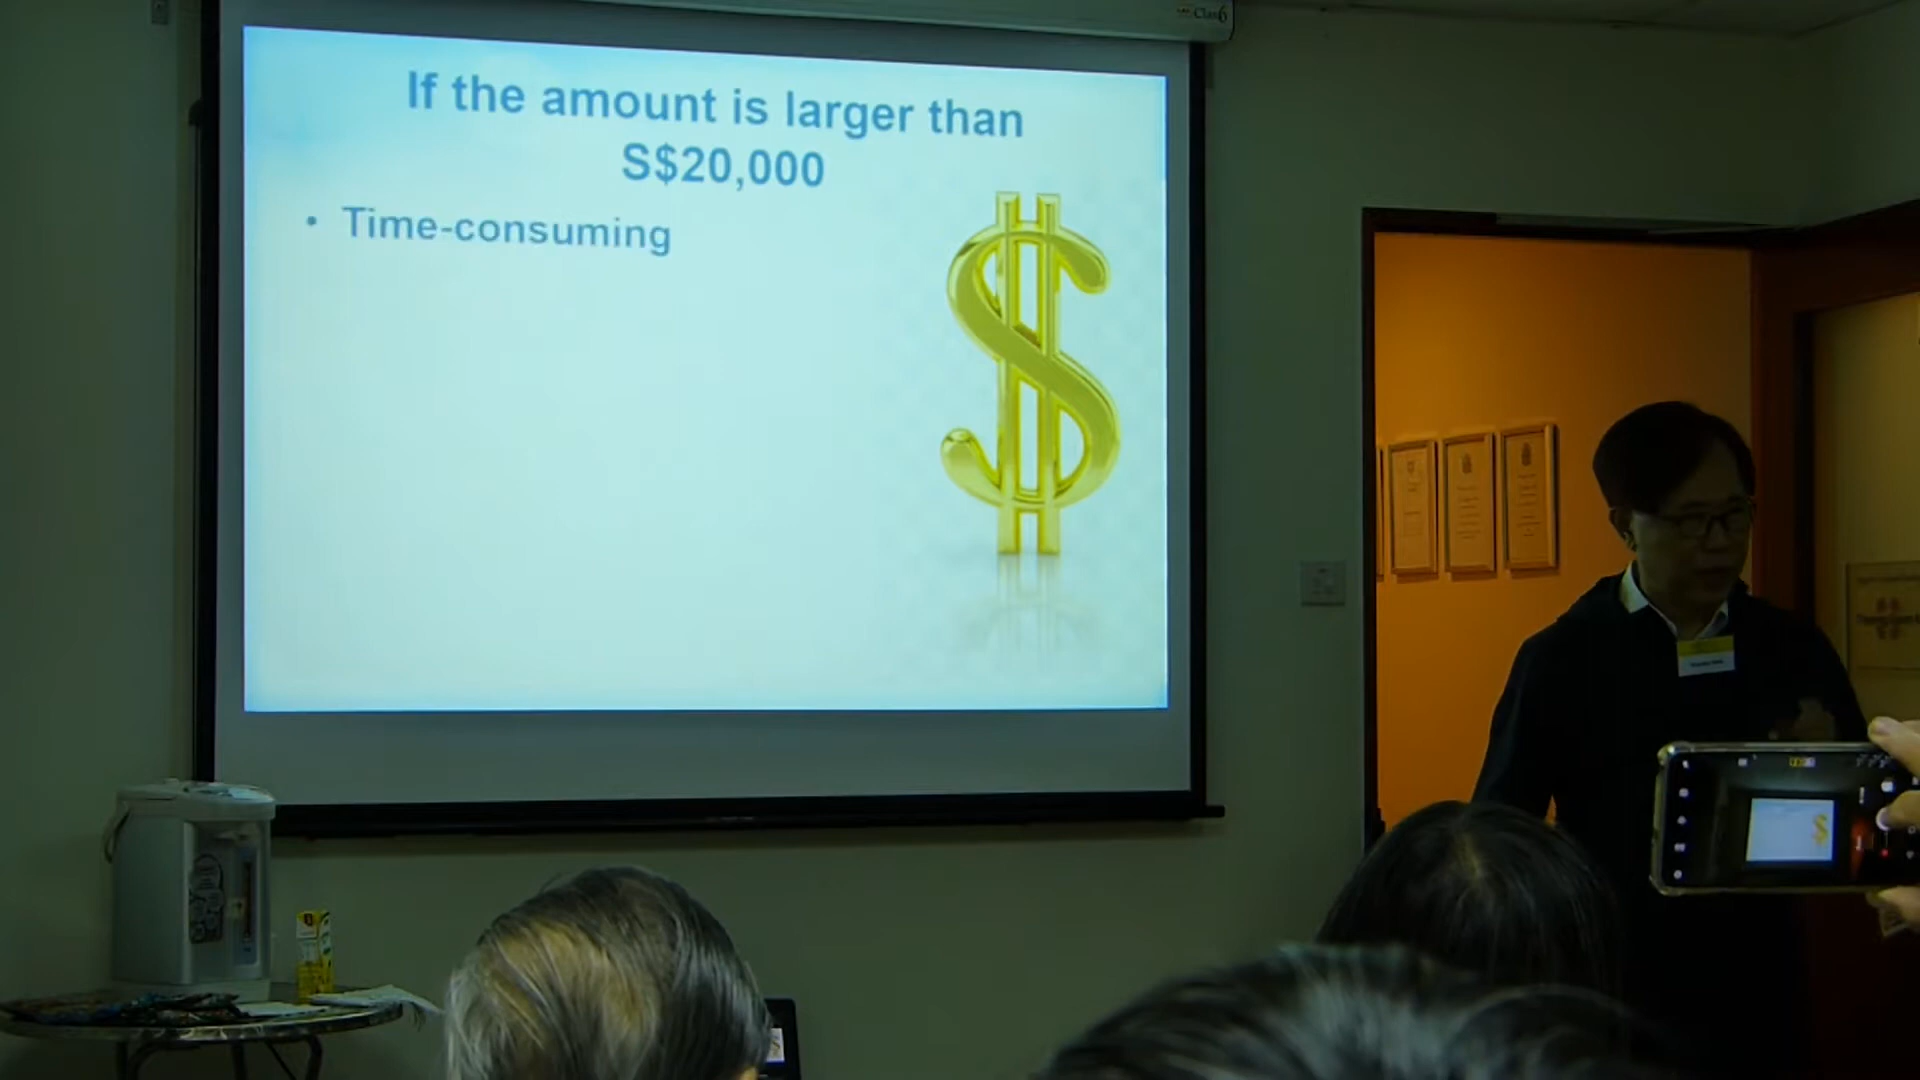 If the amount is larger than
S$20,000
• Time-consuming